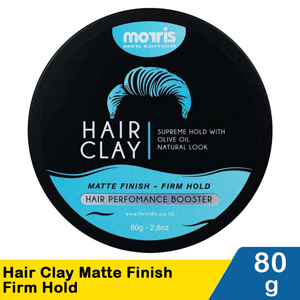 morris
MEN EDITION
HAIR
CLAY
SUPREME HOLD WITH
OLIVE OIL
NATURAL LOOK
MATTE FINISH - FIRM HOLD
HAIR PERFOMANCE BOOSTER
80g - 2,8oz
Hair Clay Matte Finish
Firm Hold
80
g